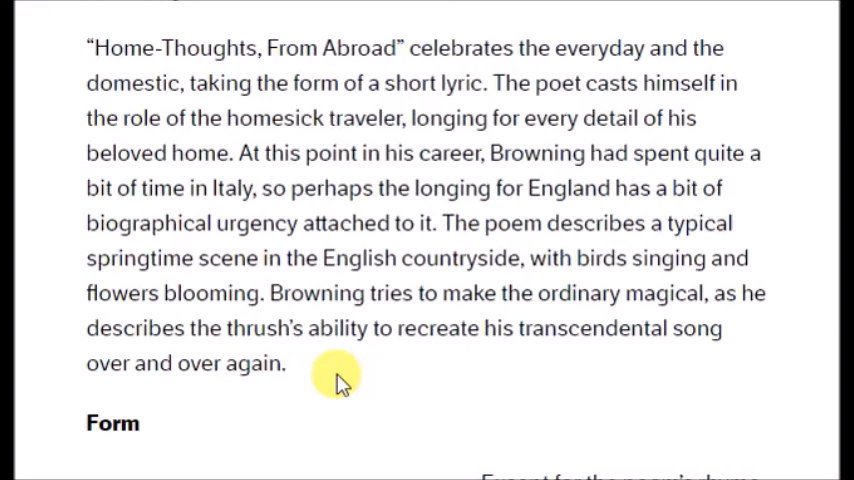 “Home-Thoughts, From Abroad” celebrates the everyday and the
domestic, taking the form of a short lyric. The poet casts himself in
the role of the homesick traveler, longing for every detail of his
beloved home. At this point in his career, Browning had spent quite a
bit of time in Italy, so perhaps the longing for England has a bit of
biographical urgency attached to it. The poem describes a typical
springtime scene in the English countryside, with birds singing and
flowers blooming. Browning tries to make the ordinary magical, as he
describes the thrush’s ability to recreate his transcendental song
over and over again.
Form
Except for the poem’s rhyme